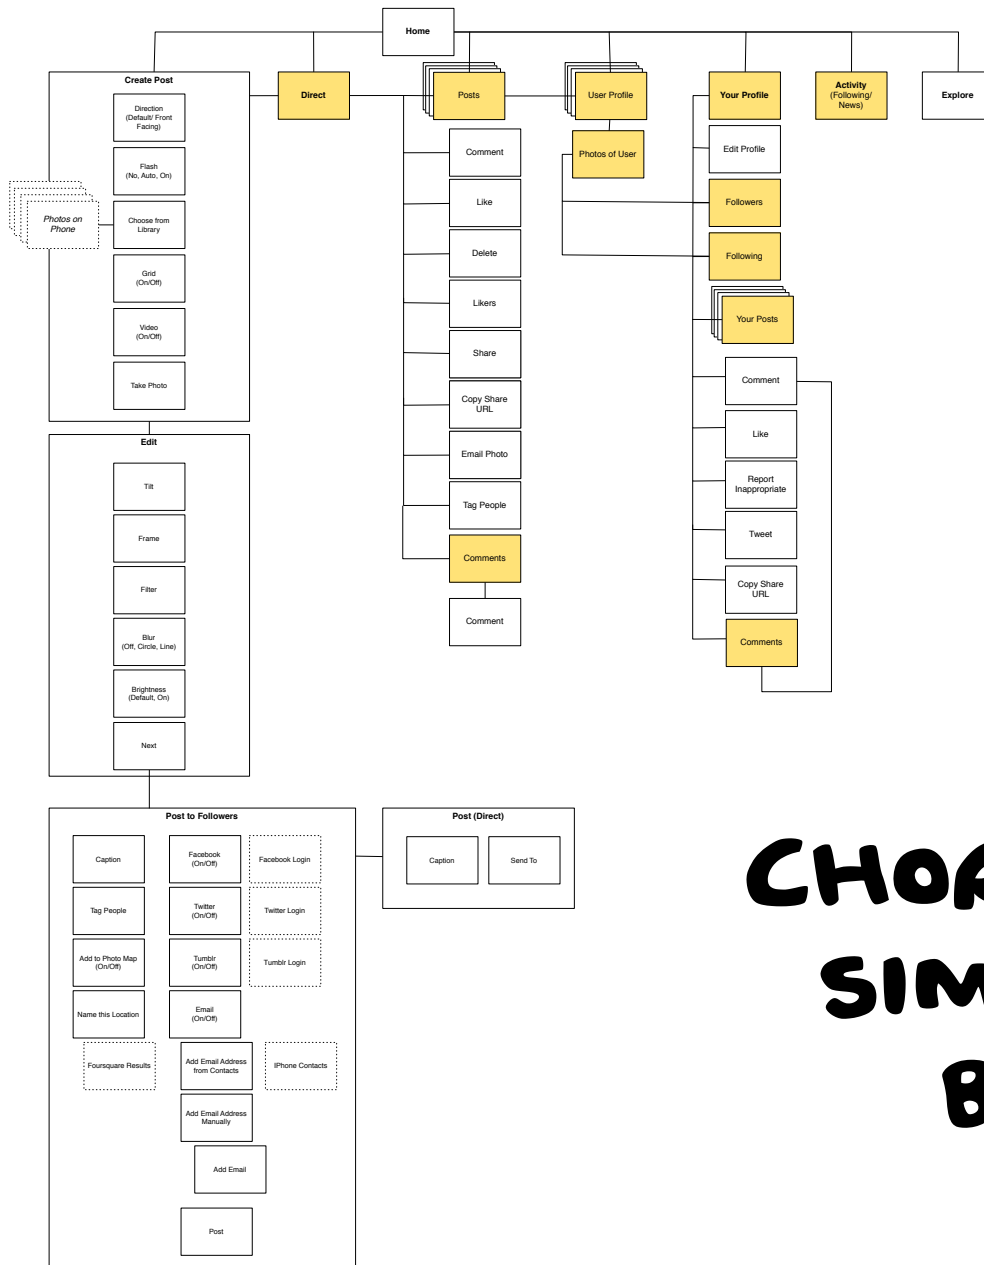 Home
Create Post
Direction
(Default/ Front
Facing)
Flash
(No, Auto, On)
Photos on
Phone
Choose from
Library
Grid
(On/Off)
Video
(On/Off)
Take Photo
Edit
Tilt
Frame
Filter
Blur
(Off, Circle, Line)
Brightness
(Default, On)
Next
Post to Followers
Caption
Tag People
Add to Photo Map
(On/Off)
Name this Location
Foursquare Results
Facebook
(On/Off)
Twitter
(On/Off)
Tumblr
(On/Off)
Email
(On/Off)
Add Email Address
from Contacts
Add Email Address
Manually
Add Email
Post
Facebook Login
Twitter Login
Tumblr Login
IPhone Contacts
Post (Direct)
Caption
Send To
Direct
Posts
Comment
Like
Delete
Likers
Share
Copy Share
URL
Email Photo
Tag People
Comments
Comment
User Profile
Photos of User
Your Profile
Edit Profile
Followers
Following
Your Posts
Comment
Like
Report
Inappropriate
Tweet
Copy Share
URL
Comments
Activity
(Following/
News)
Explore